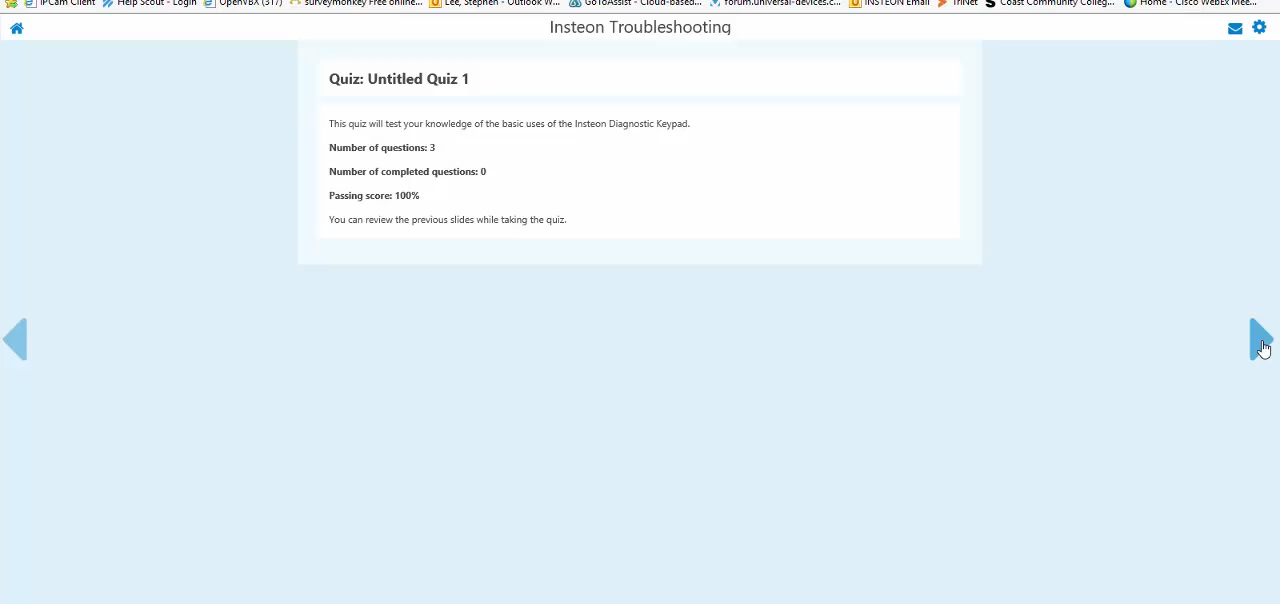 IPCam Client Help Scout - Login OpenVBX (317) surveymonkey Free online... Lee, Stephen - Outlook W... GoToAssist - Cloud-based... forum.universal-devices.c... INSTEON Email TriNet Coast Community Colleg... Home - Cisco WebEx Mee...
Insteon Troubleshooting
Quiz: Untitled Quiz 1
This quiz will test your knowledge of the basic uses of the Insteon Diagnostic Keypad.
Number of questions: 3
Number of completed questions: 0
Passing score: 100%
You can review the previous slides while taking the quiz.